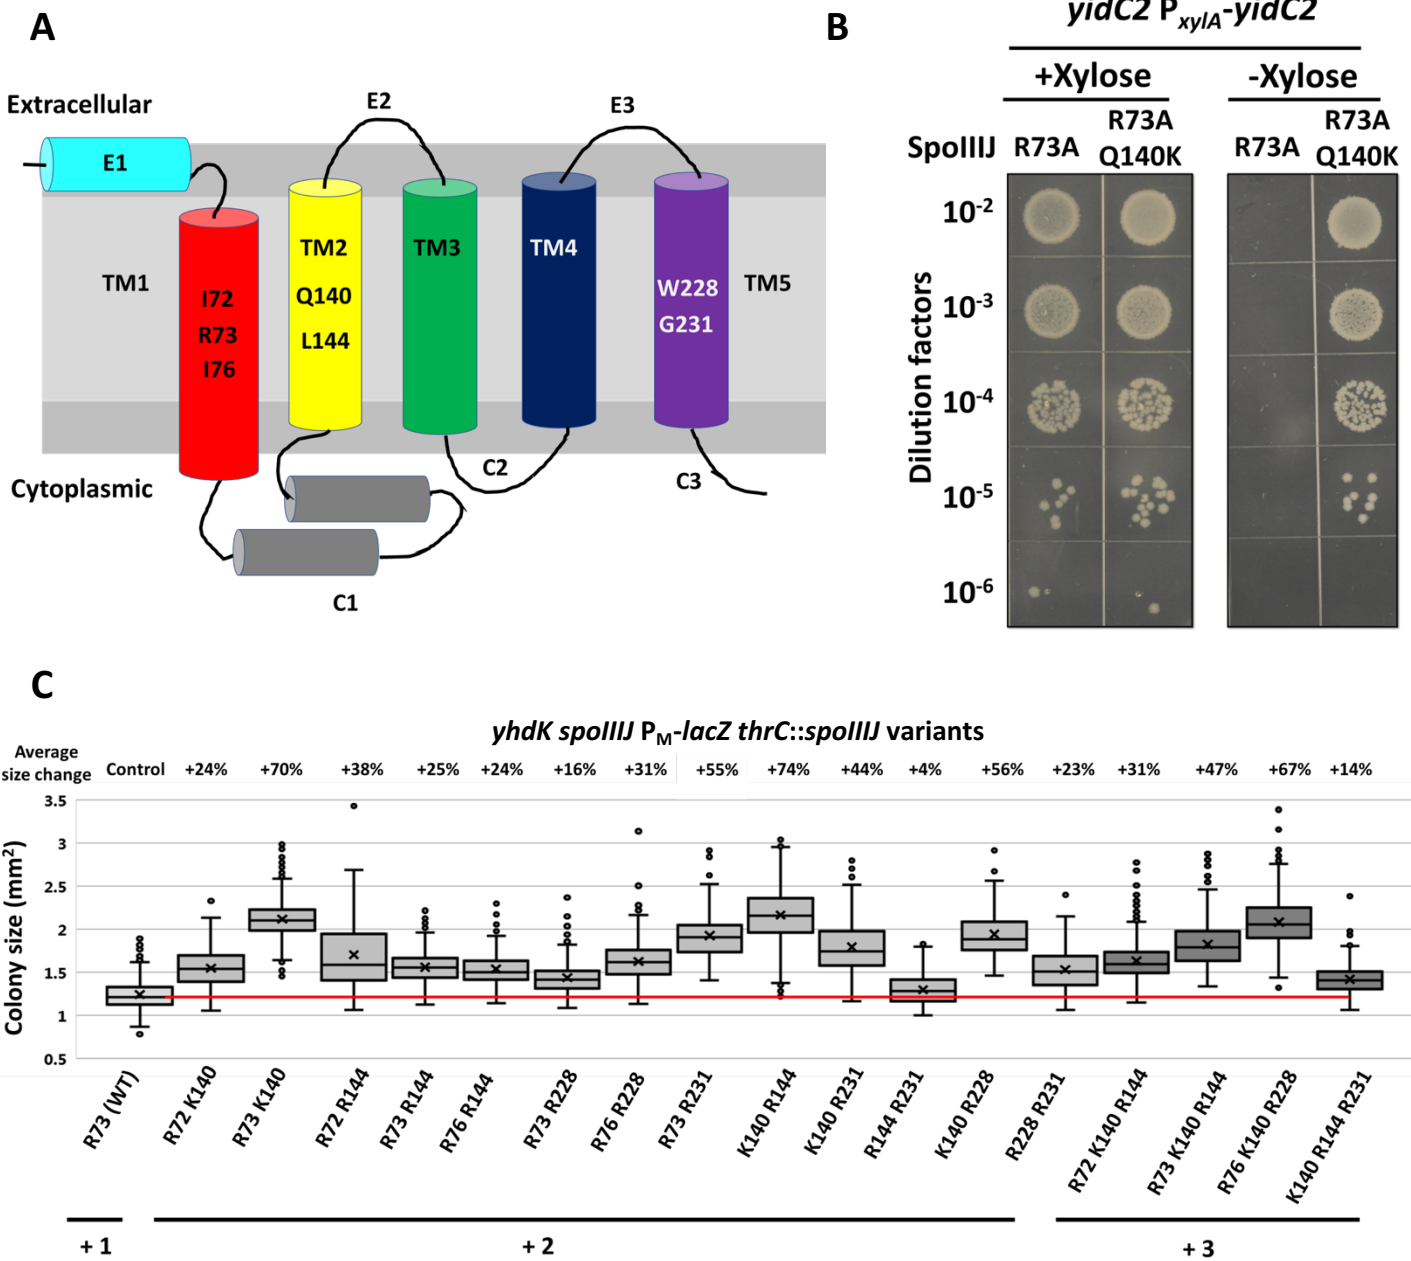 A
Extracellular
E1
E2
E3
TM1
I72
R73
I76
TM2
Q140
L144
TM3
TM4
W228
G231
TM5
Cytoplasmic
C1
C2
C3
B
yidC2 PxylA-yidC2
+Xylose
-Xylose
SpoIIIJ
R73A
R73A
Q140K
R73A
R73A
Q140K
Dilution factors
10-2
10-3
10-4
10-5
10-6
C
yhdK spoIIIJ PM-lacZ thrC::spoIIIJ variants
Average
size change
Control
+24%
+70%
+38%
+25%
+24%
+16%
+31%
+55%
+74%
+44%
+4%
+56%
+23%
+31%
+47%
+67%
+14%
Colony size (mm2)
3.5
3
2.5
2
1.5
1
0.5
R73 (WT)
R72 K140
R73 K140
R72 R144
R73 R144
R76 R144
R73 R228
R76 R228
R73 R231
K140 R144
K140 R231
R144 R231
K140 R228
R228 R231
R72 K140 R144
R73 K140 R144
R76 K140 R228
K140 R144 R231
+ 1
+ 2
+ 3